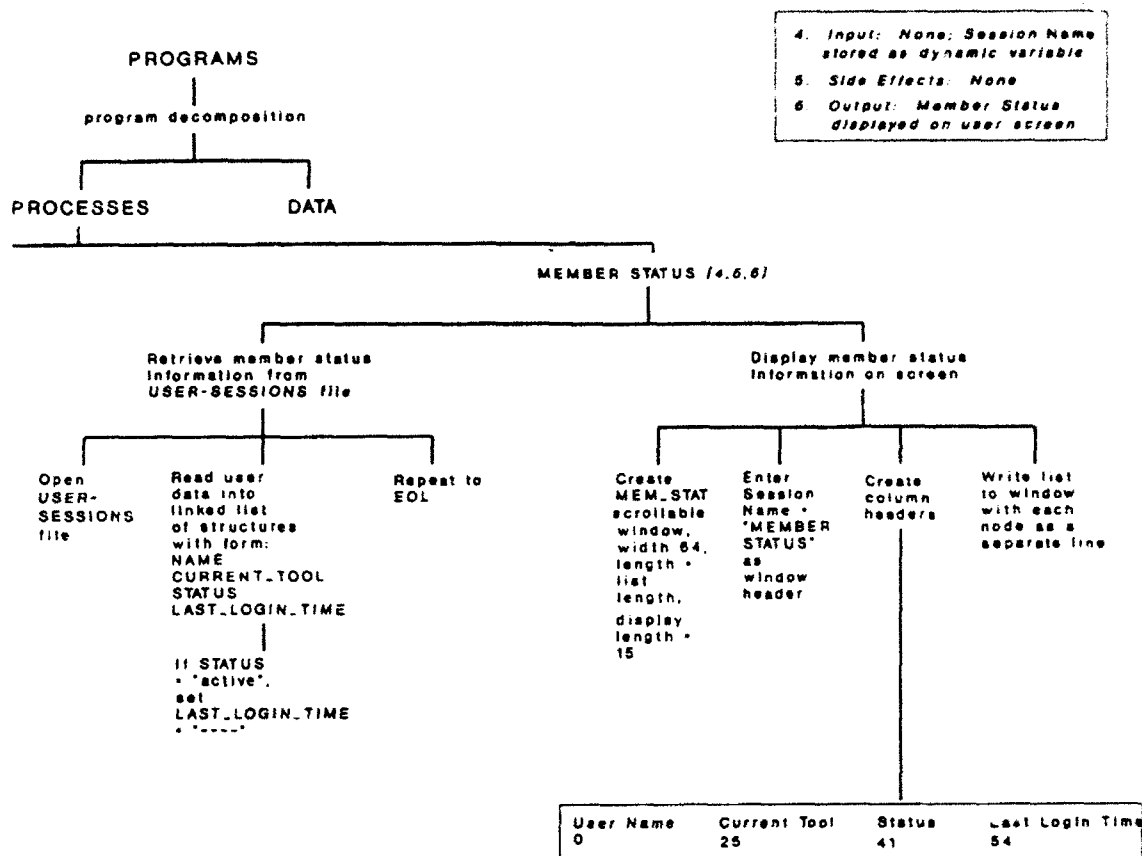 4. Input: None; Session Name
stored as dynamic variable
5. Side Effects: None
6. Output: Member Status
displayed on user screen
PROGRAMS
program decomposition
PROCESSES
DATA
MEMBER STATUS [4,5,6]
Retrieve member status
Information from
USER-SESSIONS file
Display member status
Information on screen
Open
USER-
SESSIONS
file
Read user
data into
linked list
of structures
with form:
NAME
CURRENT_TOOL
STATUS
LAST_LOGIN_TIME
If STATUS
= "active",
set
LAST_LOGIN_TIME
= "----"
Repeat to
EOL
Create
MEM_STAT
scrollable
window,
width 64,
length =
list
length,
display
length =
15
Enter
Session
Name +
"MEMBER
STATUS"
as
window
header
Create
column
headers
Write list
to window
with each
node as a
separate line
User Name Current Tool Status Last Login Time
0 25 41 54